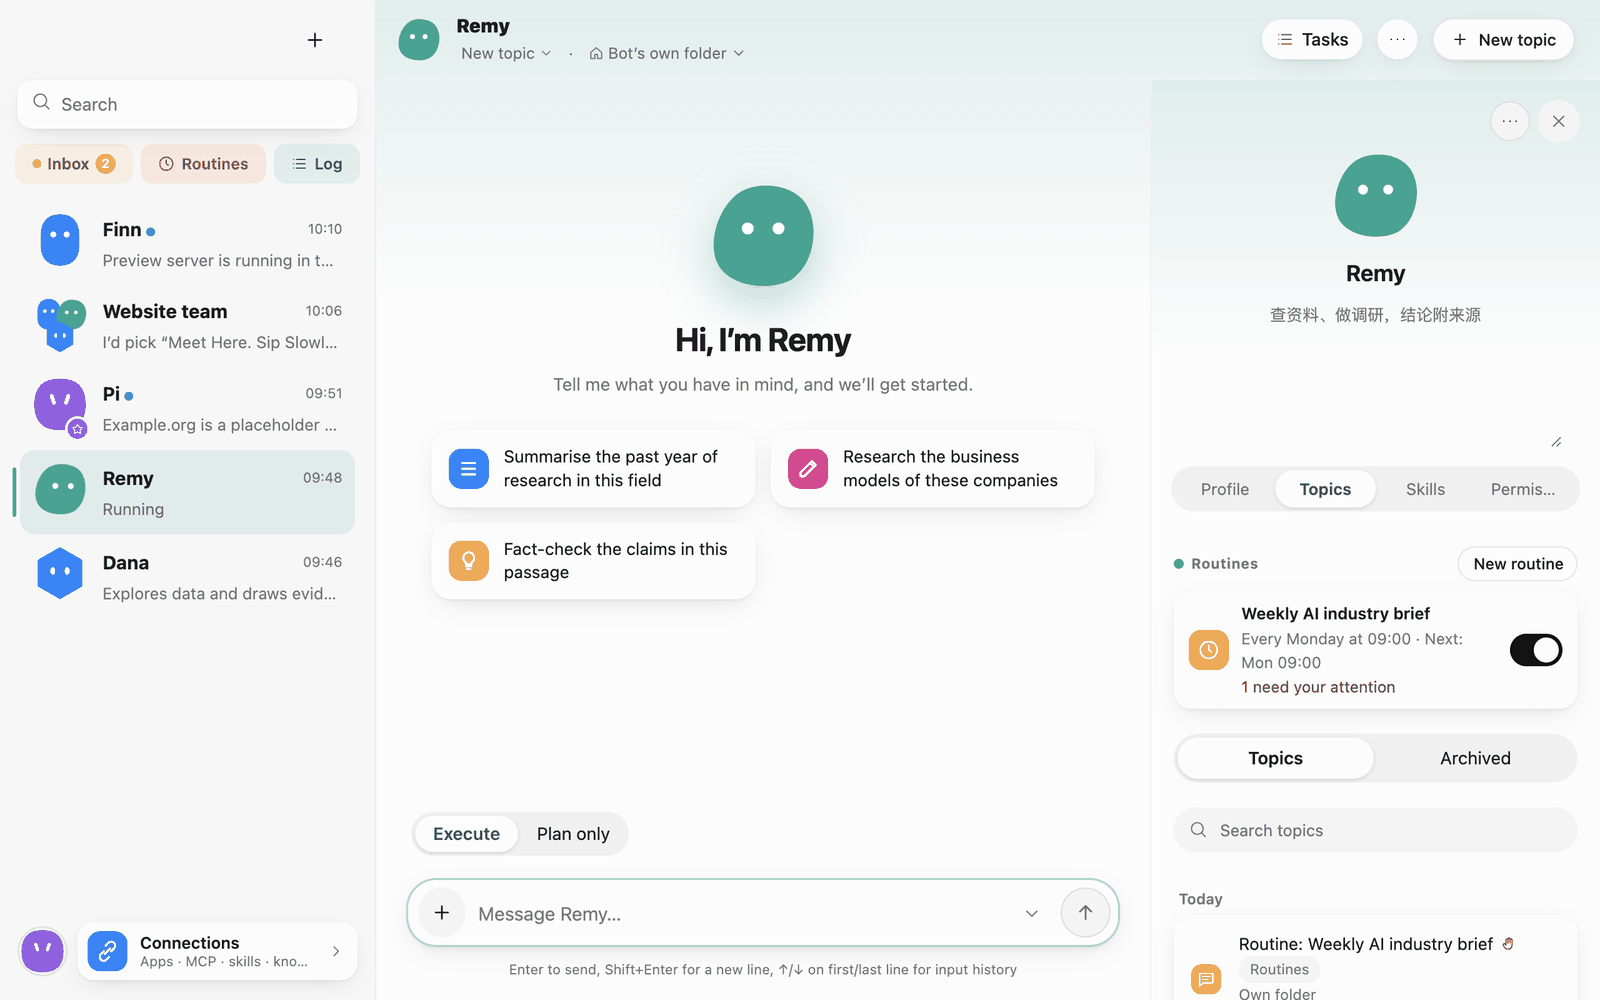 Search
Inbox 2
Routines
Log
Finn
10:10
Preview server is running in t...
Website team
10:06
I’d pick “Meet Here. Sip Slowl...
Pi
09:51
Example.org is a placeholder ...
Remy
09:48
Running
Dana
09:46
Explores data and draws evid...
Connections
Apps · MCP · skills · kno...
Remy
New topic · Bot’s own folder
Tasks
New topic
Hi, I’m Remy
Tell me what you have in mind, and we’ll get started.
Summarise the past year of
research in this field
Research the business
models of these companies
Fact-check the claims in this
passage
Execute
Plan only
Message Remy...
Enter to send, Shift+Enter for a new line, ↑/↓ on first/last line for input history
Remy
查资料、做调研，结论附来源
Profile
Topics
Skills
Permis...
Routines
New routine
Weekly AI industry brief
Every Monday at 09:00 · Next:
Mon 09:00
1 need your attention
Topics
Archived
Search topics
Today
Routine: Weekly AI industry brief
Routines
Own folder